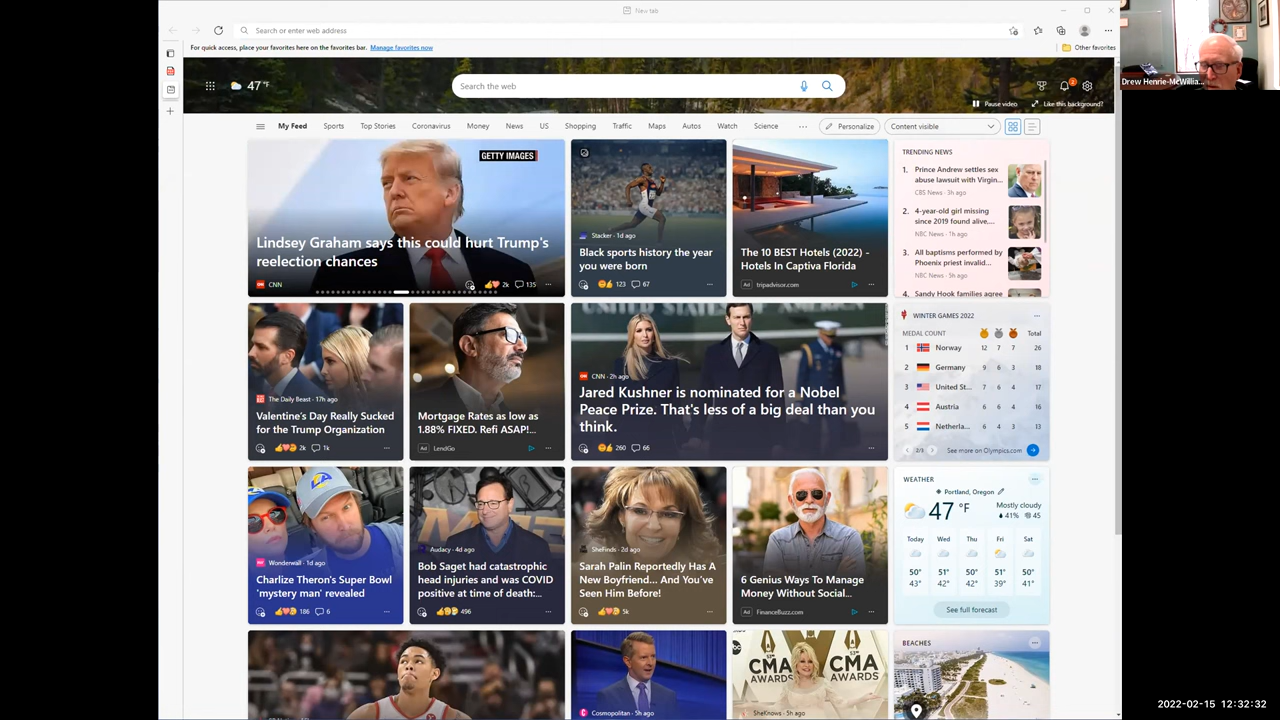 New tab
Search or enter web address
For quick access, place your favorites here on the favorites bar. Manage favorites now
Other favorites
Drew Henrie-McWillia...
47 °F
Search the web
2
Pause video
Like this background?
My Feed Sports Top Stories Coronavirus Money News US Shopping Traffic Maps Autos Watch Science
Personalize
Content visible
GETTY IMAGES
Lindsey Graham says this could hurt Trump's
reelection chances
CNN
2k 135
Stacker · 1d ago
Black sports history the year
you were born
123 67
The 10 BEST Hotels (2022) -
Hotels In Captiva Florida
Ad tripadvisor.com
TRENDING NEWS
1. Prince Andrew settles sex
abuse lawsuit with Virgin...
CBS News · 3h ago
2. 4-year-old girl missing
since 2019 found alive,...
NBC News · 1h ago
3. All baptisms performed by
Phoenix priest invalid...
NBC News · 5h ago
4. Sandy Hook families agree
The Daily Beast · 17h ago
Valentine's Day Really Sucked
for the Trump Organization
2k 1k
Mortgage Rates as low as
1.88% FIXED. Refi ASAP!...
Ad LendGo
CNN · 2h ago
Jared Kushner is nominated for a Nobel
Peace Prize. That's less of a big deal than you
think.
260 66
WINTER GAMES 2022
MEDAL COUNT Total
1 Norway 12 7 7 26
2 Germany 9 6 3 18
3 United St... 7 6 4 17
4 Austria 6 6 4 16
5 Netherla... 6 4 3 13
See more on Olympics.com
Wonderwall · 1d ago
Charlize Theron's Super Bowl
'mystery man' revealed
186 6
Audacy · 4d ago
Bob Saget had catastrophic
head injuries and was COVID
positive at time of death:...
496
SheFinds · 2d ago
Sarah Palin Reportedly Has A
New Boyfriend... And You've
Seen Him Before!
5k
6 Genius Ways To Manage
Money Without Social...
Ad FinanceBuzz.com
WEATHER
Portland, Oregon
47 °F
Mostly cloudy
41% 45
Today Wed Thu Fri Sat
50° 51° 50° 51° 50°
43° 42° 42° 39° 41°
See full forecast
Cosmopolitan · 5h ago
abc
CMA
AWARDS
CMA
AWARDS
SheKnows · 5h ago
BEACHES
2022-02-15 12:32:32